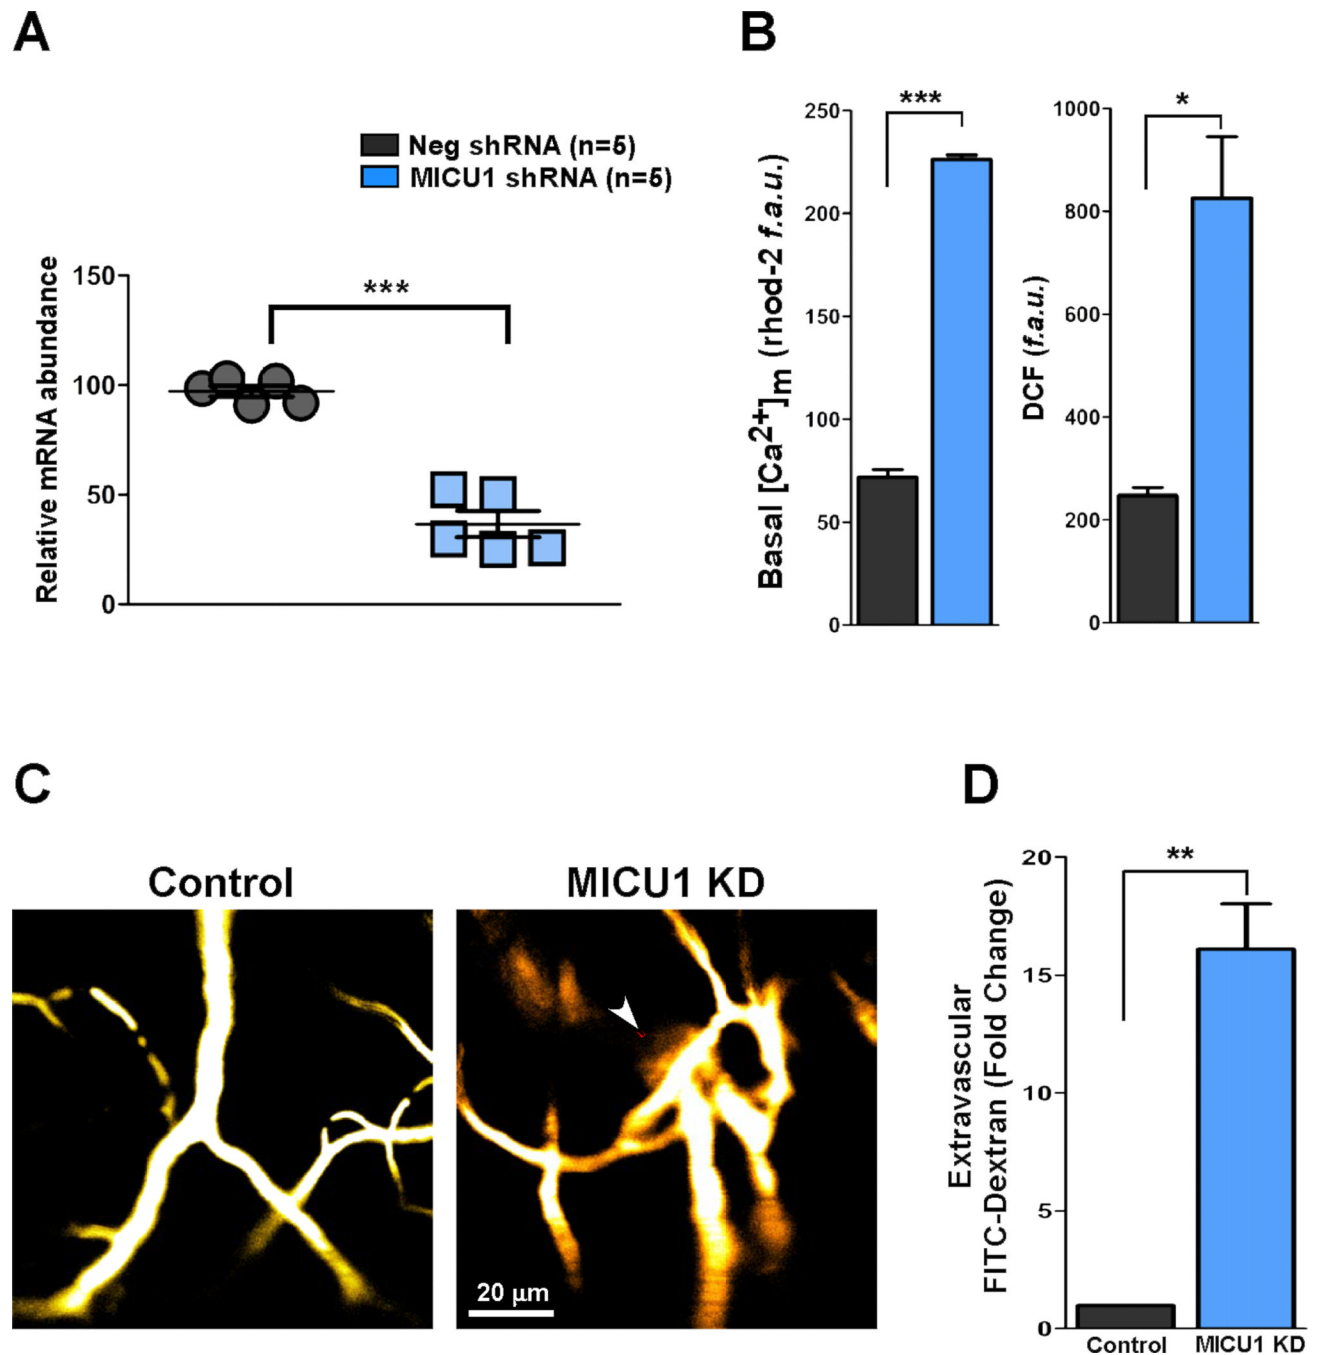 A
Neg shRNA (n=5)
MICU1 shRNA (n=5)
Relative mRNA abundance
150
100
50
0
***
B
Basal [Ca2+]m (rhod-2 f.a.u.)
250
200
150
100
50
0
***
DCF (f.a.u.)
1000
800
600
400
200
0
*
C
Control
MICU1 KD
20 μm
D
Extravascular
FITC-Dextran (Fold Change)
20
15
10
5
0
**
Control
MICU1 KD